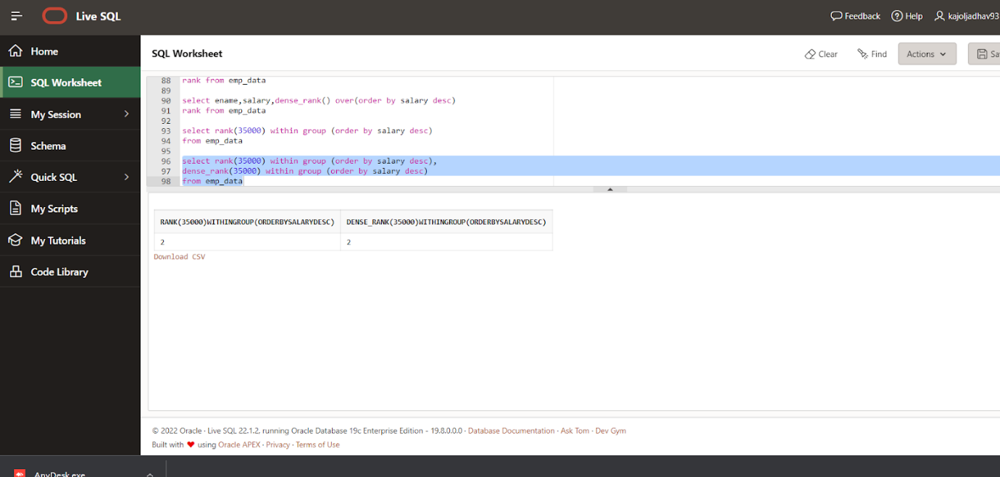 Live SQL
Feedback
Help
kajoljadhav93
Home
SQL Worksheet
My Session
Schema
Quick SQL
My Scripts
My Tutorials
Code Library
SQL Worksheet
Clear
Find
Actions
Sa
88 rank from emp_data
89
90 select ename,salary,dense_rank() over(order by salary desc)
91 rank from emp_data
92
93 select rank(35000) within group (order by salary desc)
94 from emp_data
95
96 select rank(35000) within group (order by salary desc),
97 dense_rank(35000) within group (order by salary desc)
98 from emp_data
RANK(35000)WITHINGROUP(ORDERBYSALARYDESC) DENSE_RANK(35000)WITHINGROUP(ORDERBYSALARYDESC)
2 2
Download CSV
© 2022 Oracle · Live SQL 22.1.2, running Oracle Database 19c Enterprise Edition - 19.8.0.0.0 · Database Documentation · Ask Tom · Dev Gym
Built with ❤ using Oracle APEX · Privacy · Terms of Use
AnyDesk.exe